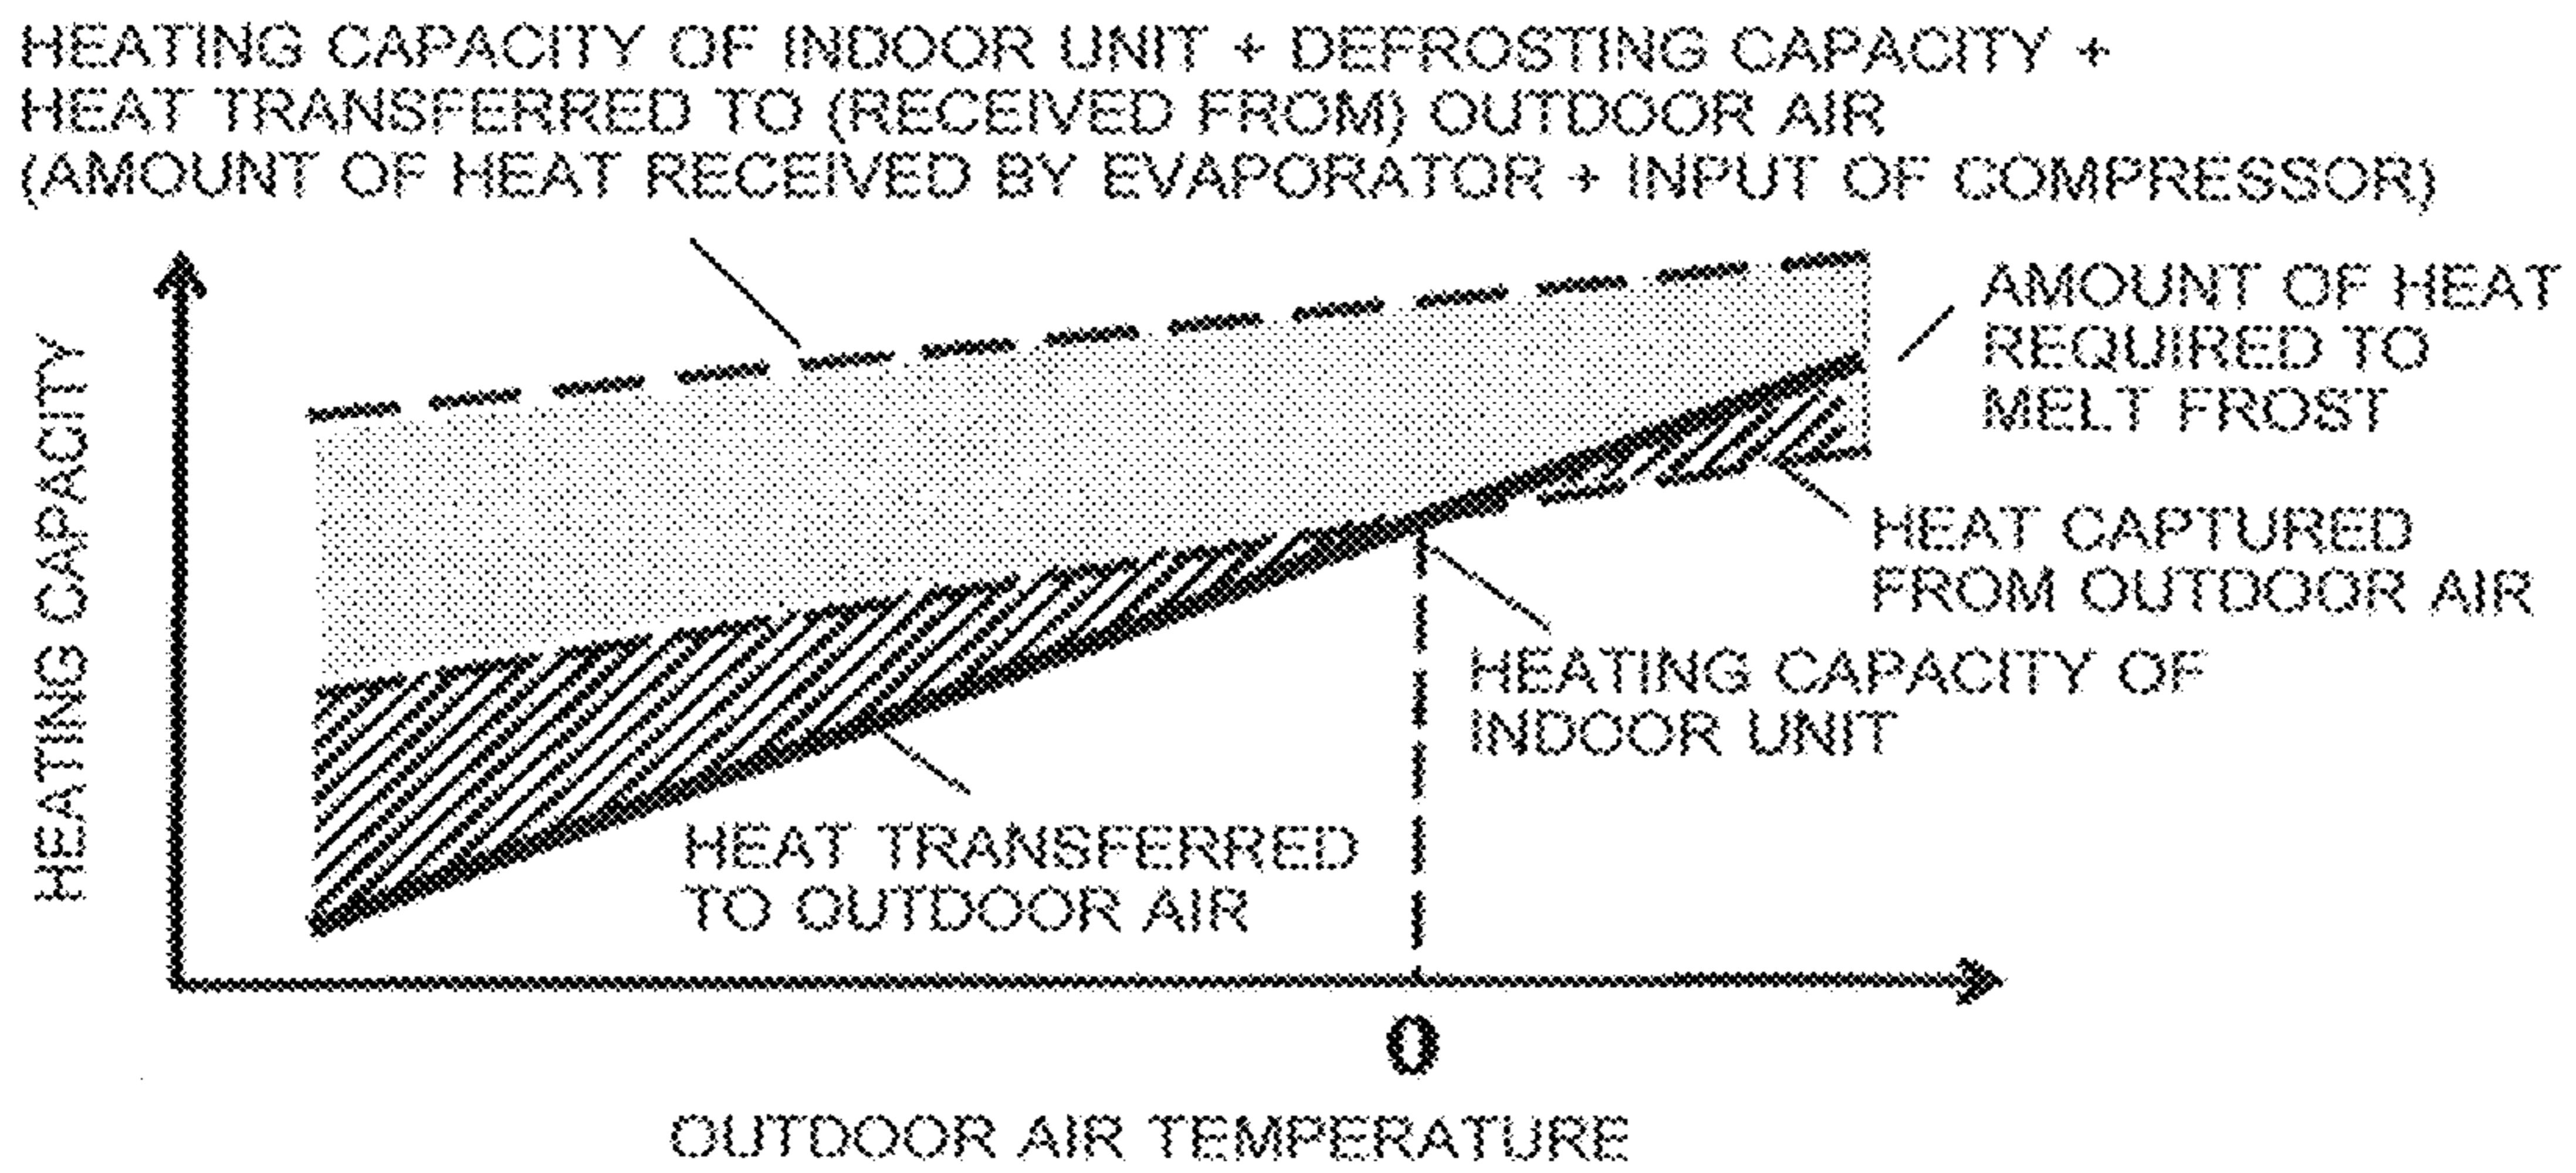 HEATING CAPACITY OF INDOOR UNIT + DEFROSTING CAPACITY +
HEAT TRANSFERRED TO (RECEIVED FROM) OUTDOOR AIR
(AMOUNT OF HEAT RECEIVED BY EVAPORATOR + INPUT OF COMPRESSOR)
AMOUNT OF HEAT
REQUIRED TO
MELT FROST
HEATING CAPACITY
HEAT CAPTURED
FROM OUTDOOR AIR
HEATING CAPACITY OF
INDOOR UNIT
HEAT TRANSFERRED
TO OUTDOOR AIR
0
OUTDOOR AIR TEMPERATURE